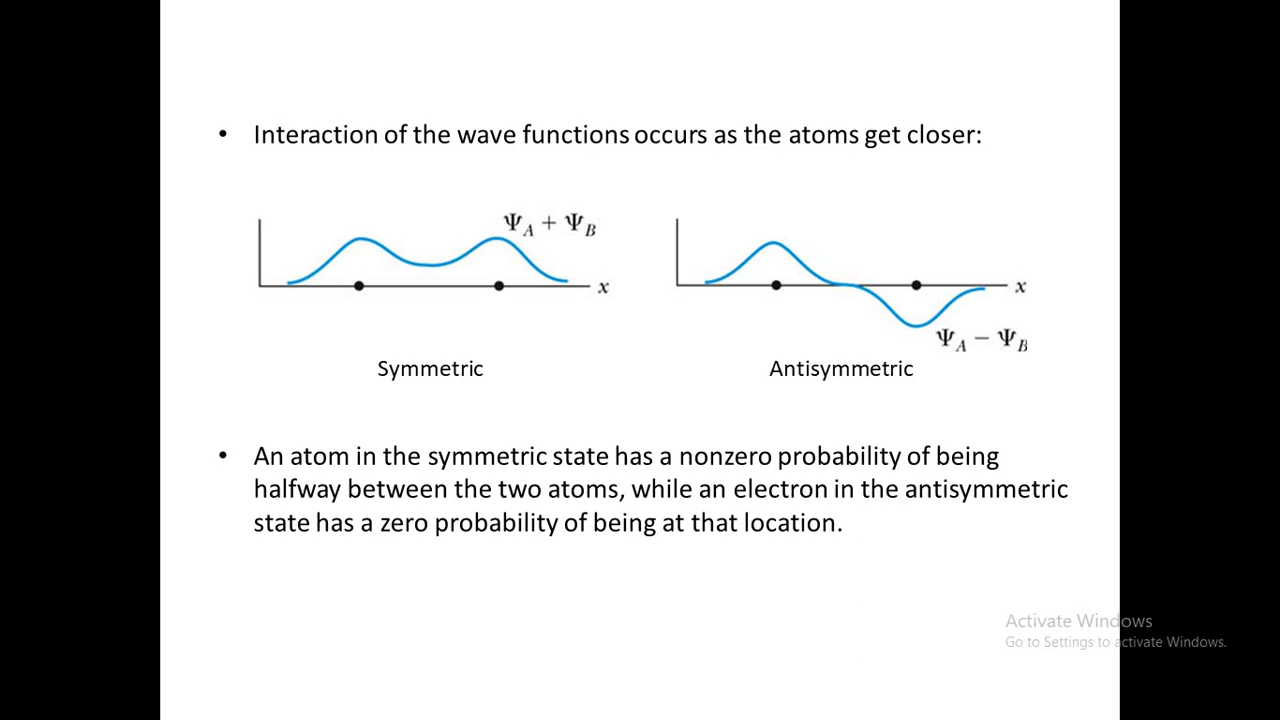 • Interaction of the wave functions occurs as the atoms get closer:
Ψ_A + Ψ_B
x
x
Ψ_A − Ψ_B
Symmetric
Antisymmetric
• An atom in the symmetric state has a nonzero probability of being
halfway between the two atoms, while an electron in the antisymmetric
state has a zero probability of being at that location.
Activate Windows
Go to Settings to activate Windows.